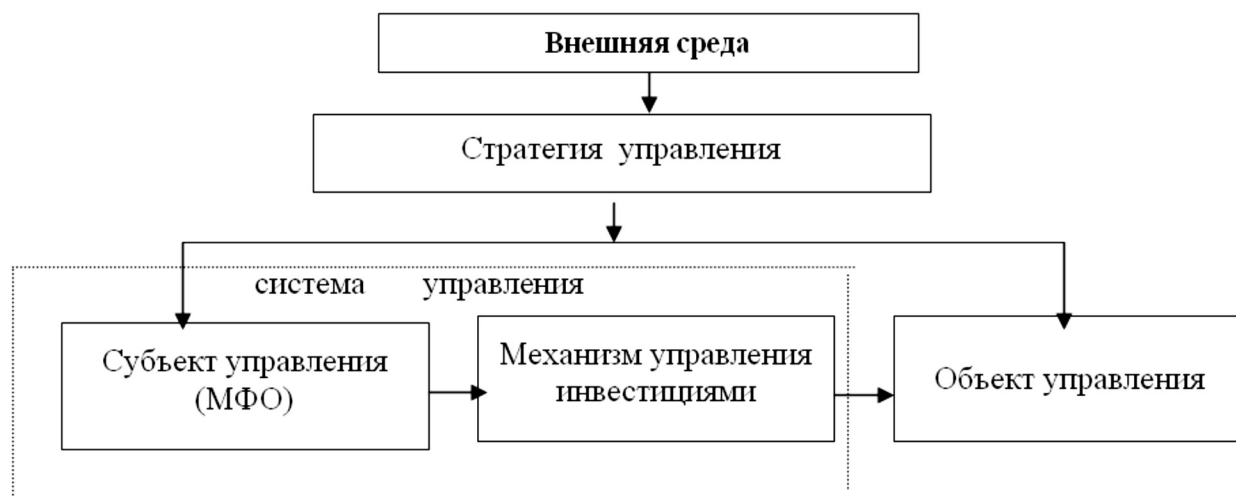 Внешняя среда
Стратегия управления
система управления
Субъект управления
(МФО)
Механизм управления
инвестициями
Объект управления